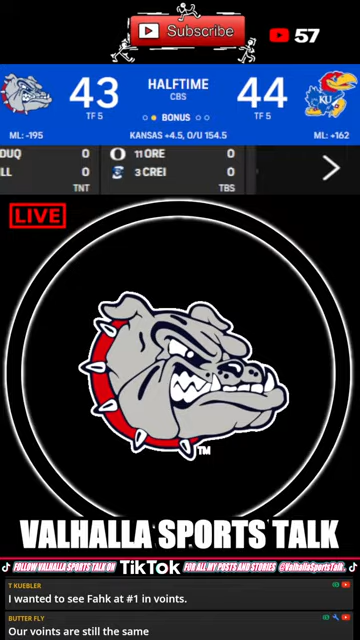 Subscribe
57
43
TF 5
HALFTIME
CBS
BONUS
44
TF 5
KU
ML: -195
KANSAS +4.5, O/U 154.5
ML: +162
DUQ 0
LL 0
TNT
11 ORE 0
3 CREI 0
TBS
LIVE
TM
VALHALLA SPORTS TALK
FOLLOW VALHALLA SPORTS TALK ON TikTok FOR ALL MY POSTS AND STORIES @ValhallaSportsTalk.
T KUEBLER
I wanted to see Fahk at #1 in voints.
BUTTER FLY
Our voints are still the same